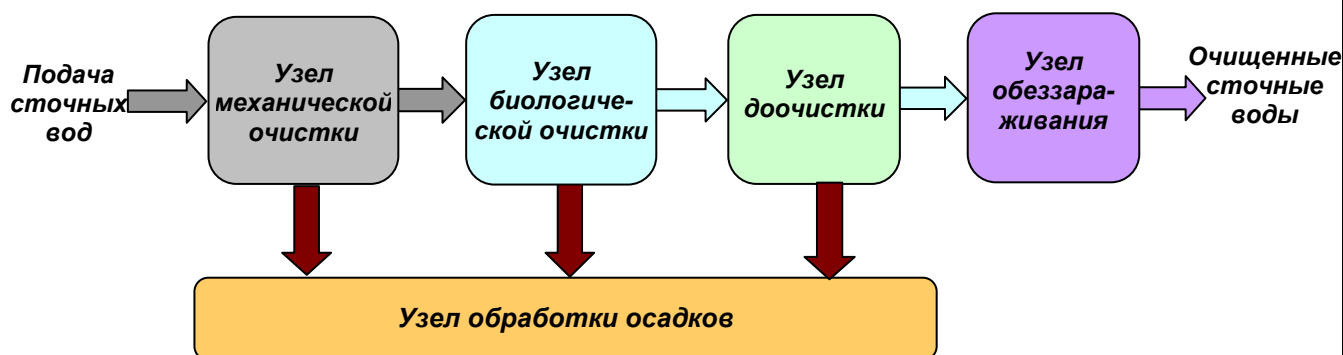 Подача
сточных
вод
Узел
механической
очистки
Узел
биологиче-
ской очистки
Узел
доочистки
Узел
обеззара-
живания
Очищенные
сточные
воды
Узел обработки осадков